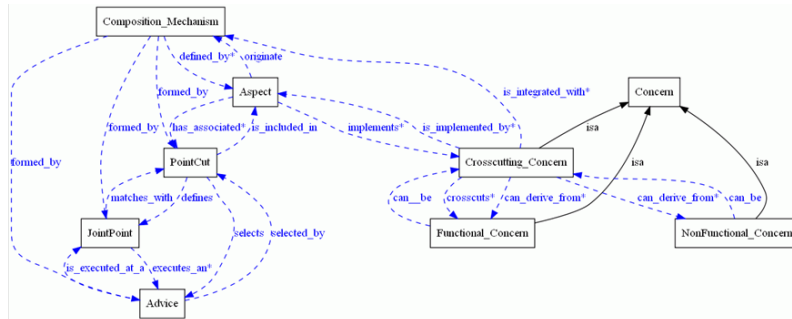 Composition_Mechanism
defined_by*
originate
Aspect
Concern
formed_by
is_integrated_with*
formed_by
has_associated*
is_included_in
implements*
is_implemented_by*
isa
formed_by
PointCut
Crosscutting_Concern
isa
isa
matches_with
defines
can__be
crosscuts*
can_derive_from*
can_derive_from*
can_be
JointPoint
selects
selected_by
Functional_Concern
NonFunctional_Concern
is_executed_at_a
executes_an*
Advice